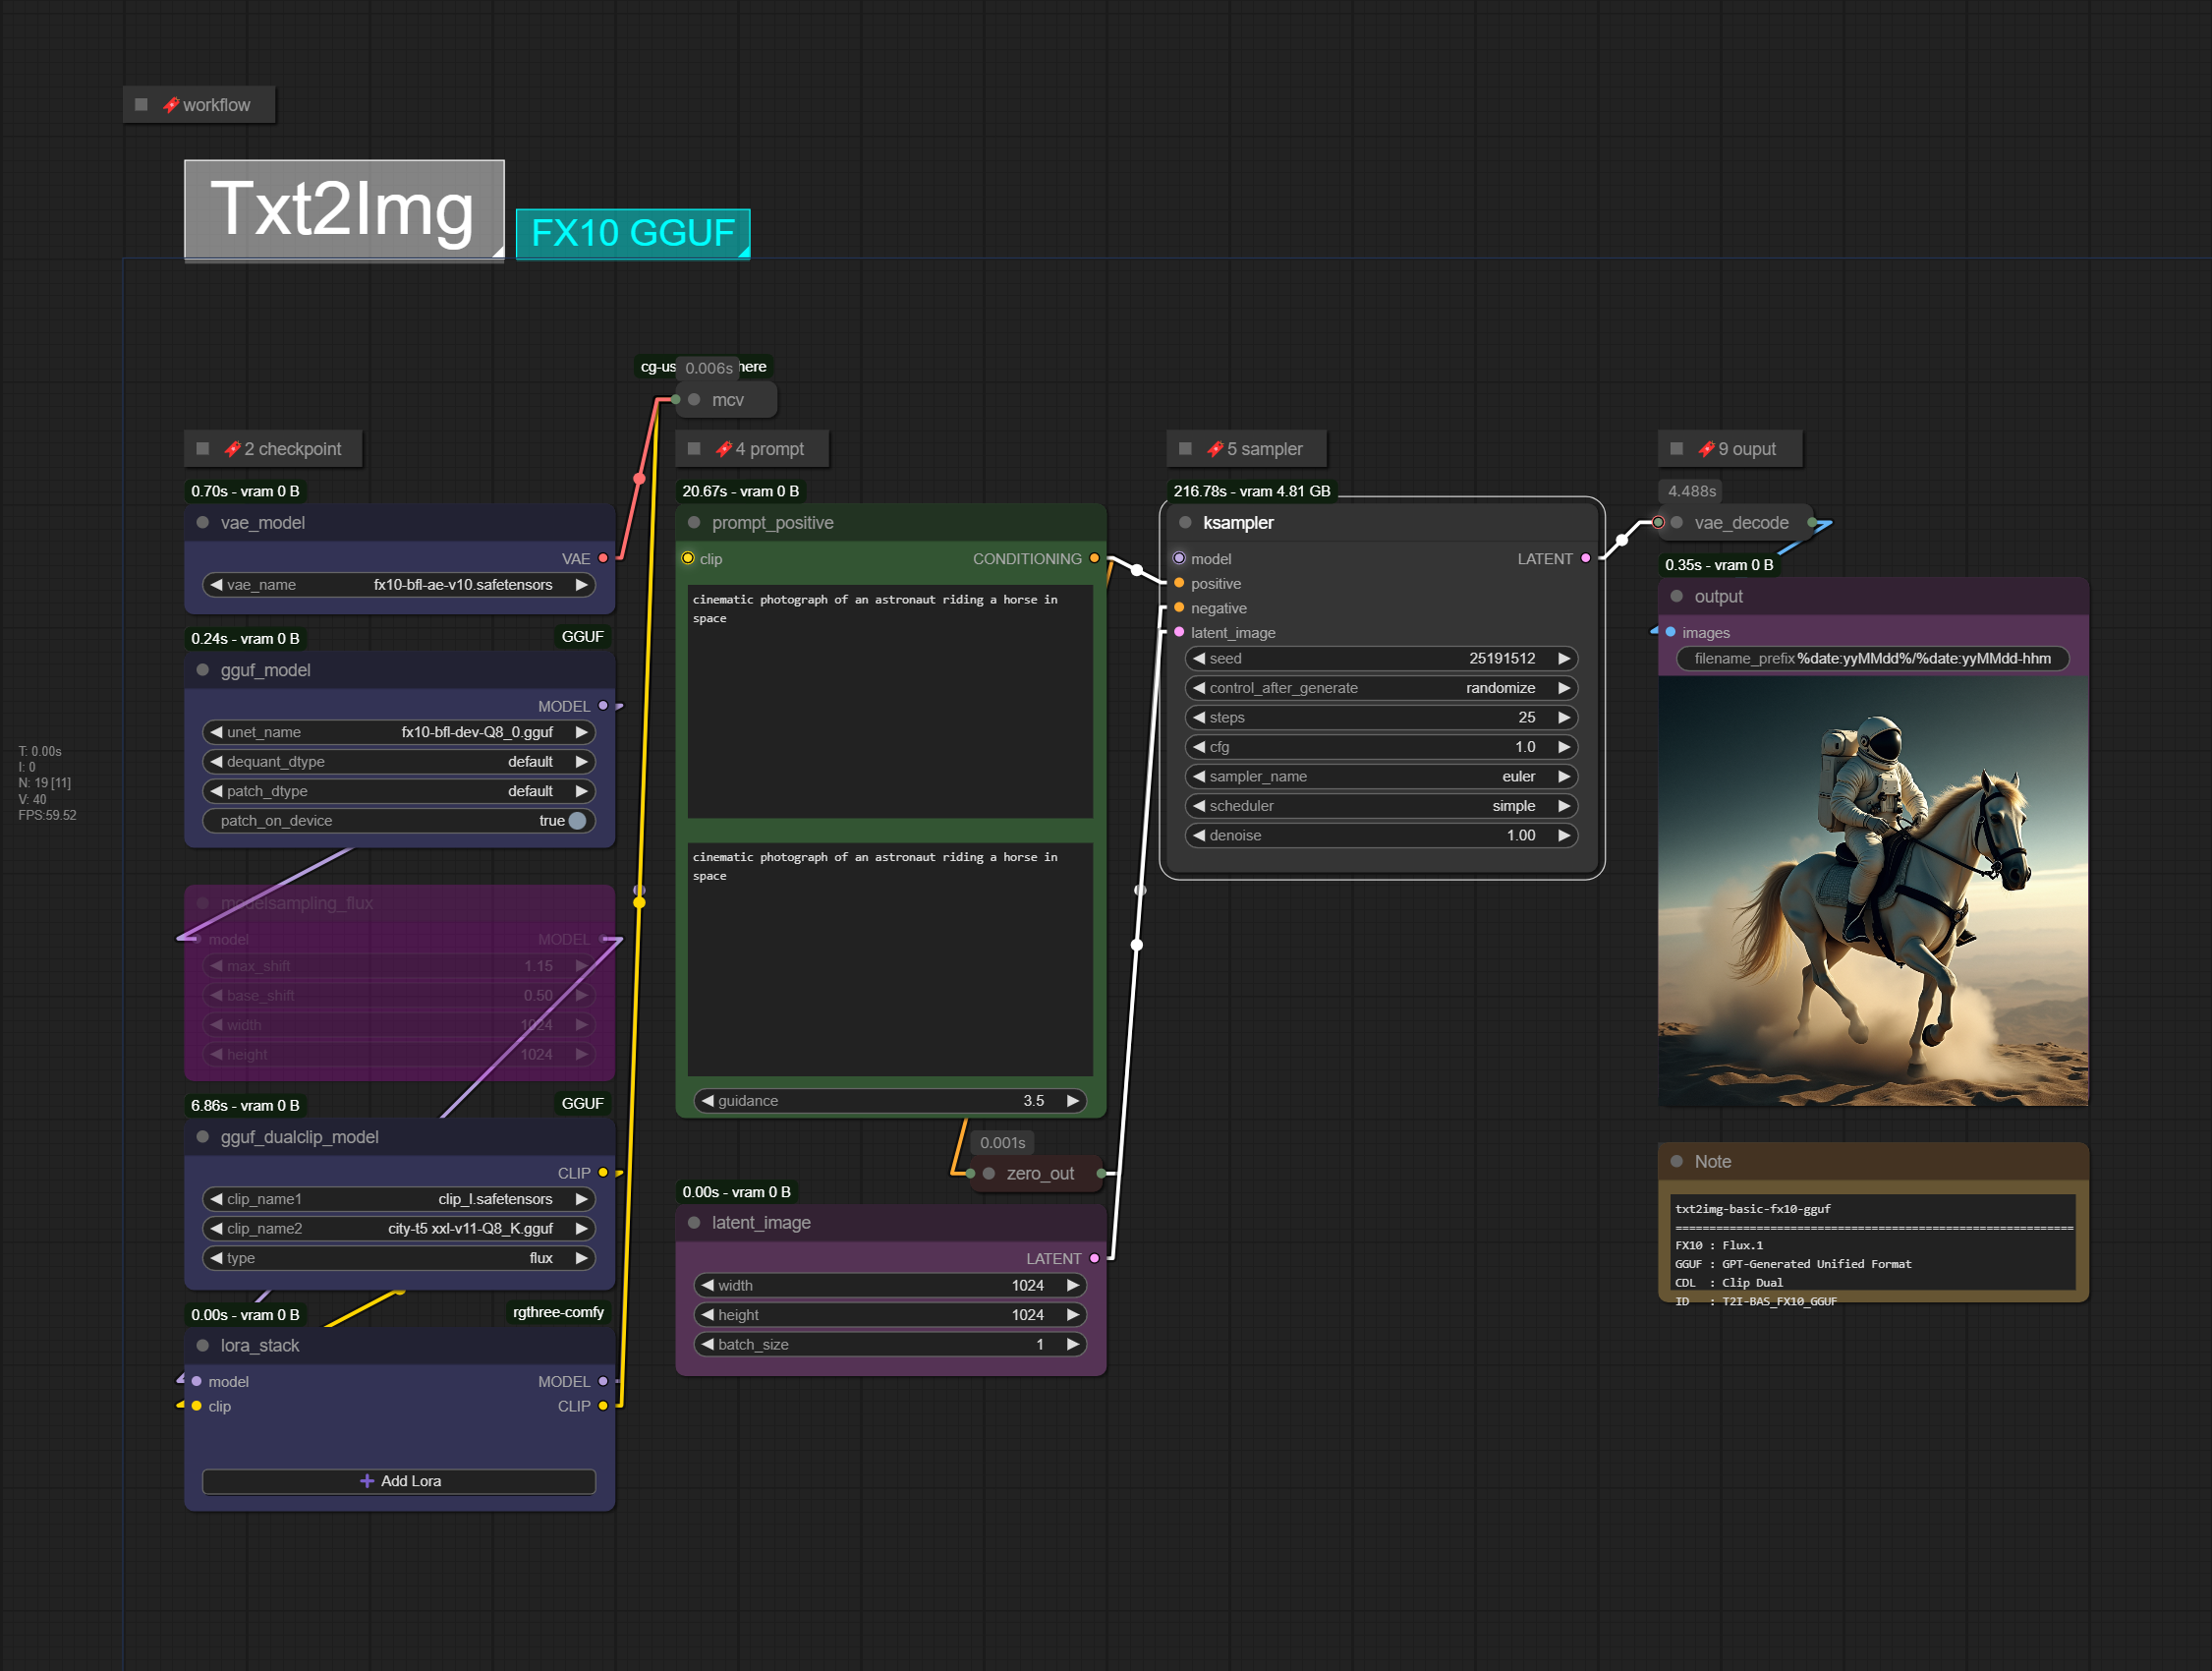 workflow
Txt2Img
FX10 GGUF
cg-us 0.006s here
mcv
2 checkpoint
0.70s - vram 0 B
vae_model
VAE
vae_name fx10-bfl-ae-v10.safetensors
0.24s - vram 0 B GGUF
gguf_model
MODEL
unet_name fx10-bfl-dev-Q8_0.gguf
dequant_dtype default
patch_dtype default
patch_on_device true
modelsampling_flux
model MODEL
max_shift 1.15
base_shift 0.50
width 1024
height 1024
6.86s - vram 0 B GGUF
gguf_dualclip_model
CLIP
clip_name1 clip_l.safetensors
clip_name2 city-t5 xxl-v11-Q8_K.gguf
type flux
0.00s - vram 0 B rgthree-comfy
lora_stack
model MODEL
clip CLIP
Add Lora
T: 0.00s
I: 0
N: 19 [11]
V: 40
FPS:59.52
4 prompt
20.67s - vram 0 B
prompt_positive
clip CONDITIONING
cinematic photograph of an astronaut riding a horse in
space
cinematic photograph of an astronaut riding a horse in
space
guidance 3.5
0.001s
zero_out
0.00s - vram 0 B
latent_image
LATENT
width 1024
height 1024
batch_size 1
5 sampler
216.78s - vram 4.81 GB
ksampler
model LATENT
positive
negative
latent_image
seed 25191512
control_after_generate randomize
steps 25
cfg 1.0
sampler_name euler
scheduler simple
denoise 1.00
9 ouput
4.488s
vae_decode
0.35s - vram 0 B
output
images
filename_prefix %date:yyMMdd%/%date:yyMMdd-hhm
Note
txt2img-basic-fx10-gguf
===========================================================
FX10 : Flux.1
GGUF : GPT-Generated Unified Format
CDL : Clip Dual
ID : T2I-BAS_FX10_GGUF